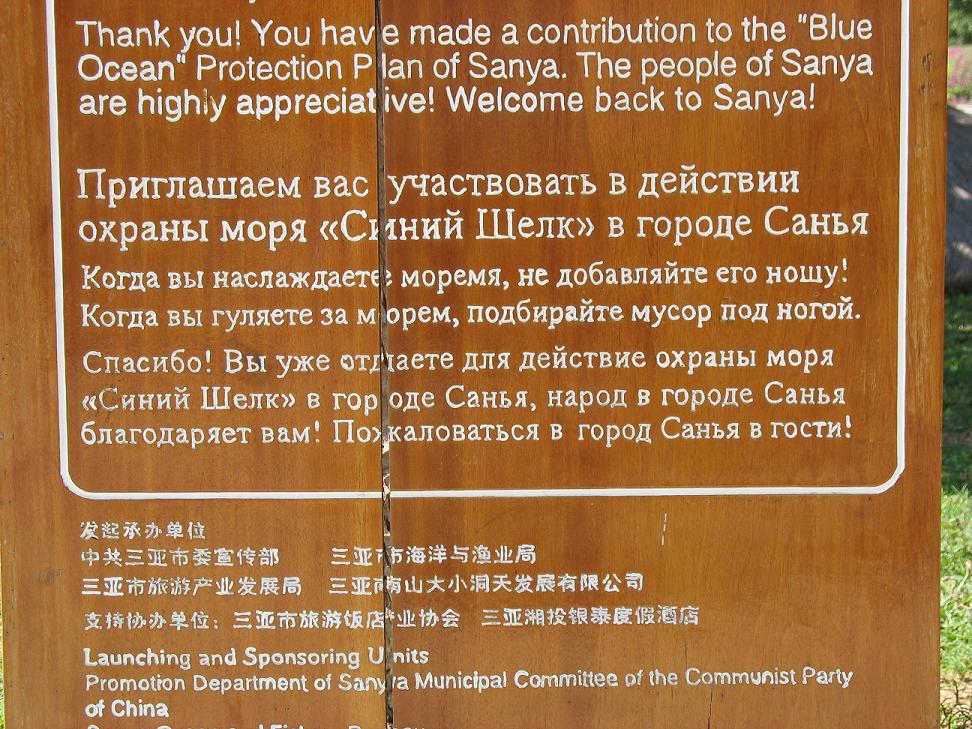 Thank you! You have made a contribution to the "Blue
Ocean" Protection Plan of Sanya. The people of Sanya
are highly appreciative! Welcome back to Sanya!
Приглашаем вас участвовать в действии
охраны моря «Синий Шелк» в городе Санья
Когда вы наслаждаете моремя, не добавляйте его ношу!
Когда вы гуляете за морем, подбирайте мусор под ногой.
Спасибо! Вы уже отдаете для действие охраны моря
«Синий Шелк» в городе Санья, народ в городе Санья
благодаряет вам! Пожаловаться в город Санья в гости!
发起承办单位
中共三亚市委宣传部 三亚市海洋与渔业局
三亚市旅游产业发展局 三亚南山大小洞天发展有限公司
支持协办单位：三亚市旅游饭店产业协会 三亚湘投银泰度假酒店
Launching and Sponsoring Units
Promotion Department of Sanya Municipal Committee of the Communist Party
of China